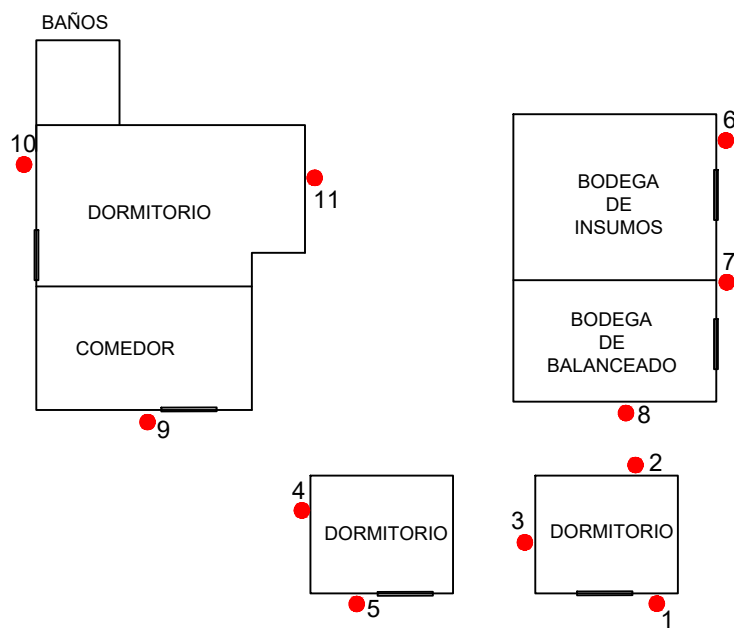 BAÑOS
10
11
DORMITORIO
COMEDOR
9
6
BODEGA
DE
INSUMOS
7
BODEGA
DE
BALANCEADO
8
4
DORMITORIO
5
2
3
DORMITORIO
1